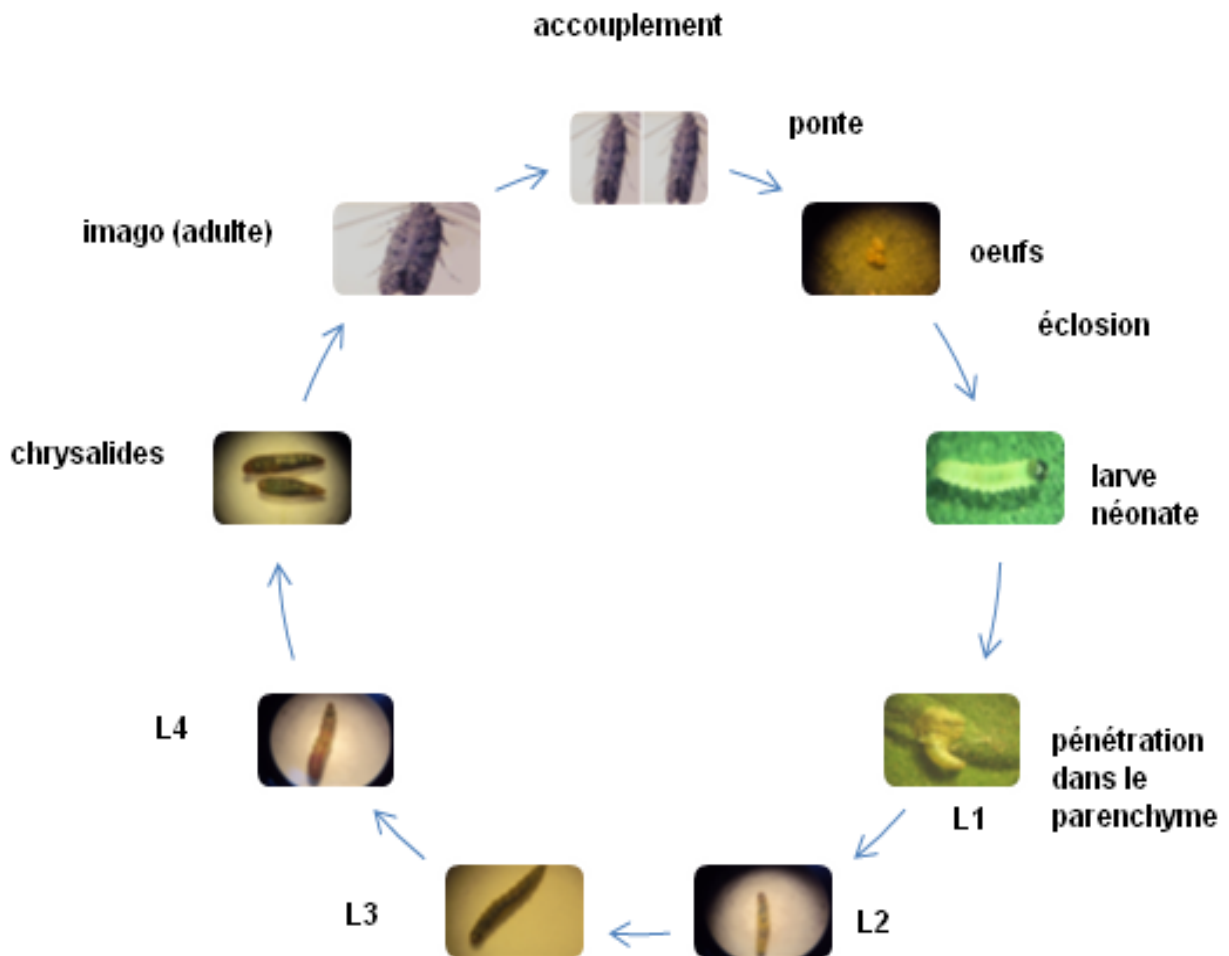 accouplement
ponte
oeufs
éclosion
larve
néonate
pénétration
dans le
parenchyme
L1
L2
L3
L4
chrysalides
imago (adulte)